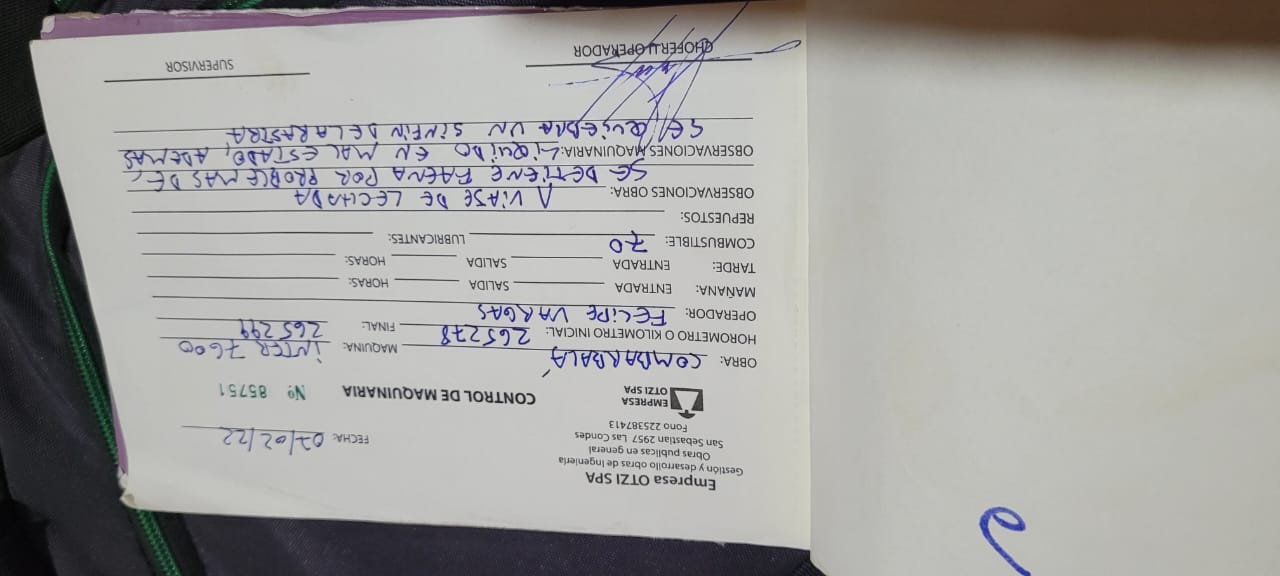 Empresa OTZI SPA
Gestión y desarrollo obras de Ingeniería
Obras publicas en general
San Sebastian 2957 Las Condes
Fono 225387413
EMPRESA
OTZI SPA
FECHA: 07/02/22
CONTROL DE MAQUINARIA Nº 85751
OBRA: COMBARBALÁ MAQUINA: INTER 7600
HOROMETRO O KILOMETRO INICIAL: 265278 FINAL: 265299
OPERADOR: FELIPE VARGAS
MAÑANA: ENTRADA SALIDA HORAS:
TARDE: ENTRADA SALIDA HORAS:
COMBUSTIBLE: 70 LUBRICANTES:
REPUESTOS:
OBSERVACIONES OBRA: 1 VIAJE DE LECHADA
SE DETIENE FAENA POR PROBLEMAS DE
OBSERVACIONES MAQUINARIA: LIQUIDO EN MAL ESTADO, ADEMAS
SE QUIEBRA UN SINFIN DE LA RASTRA
CHOFER U OPERADOR
SUPERVISOR